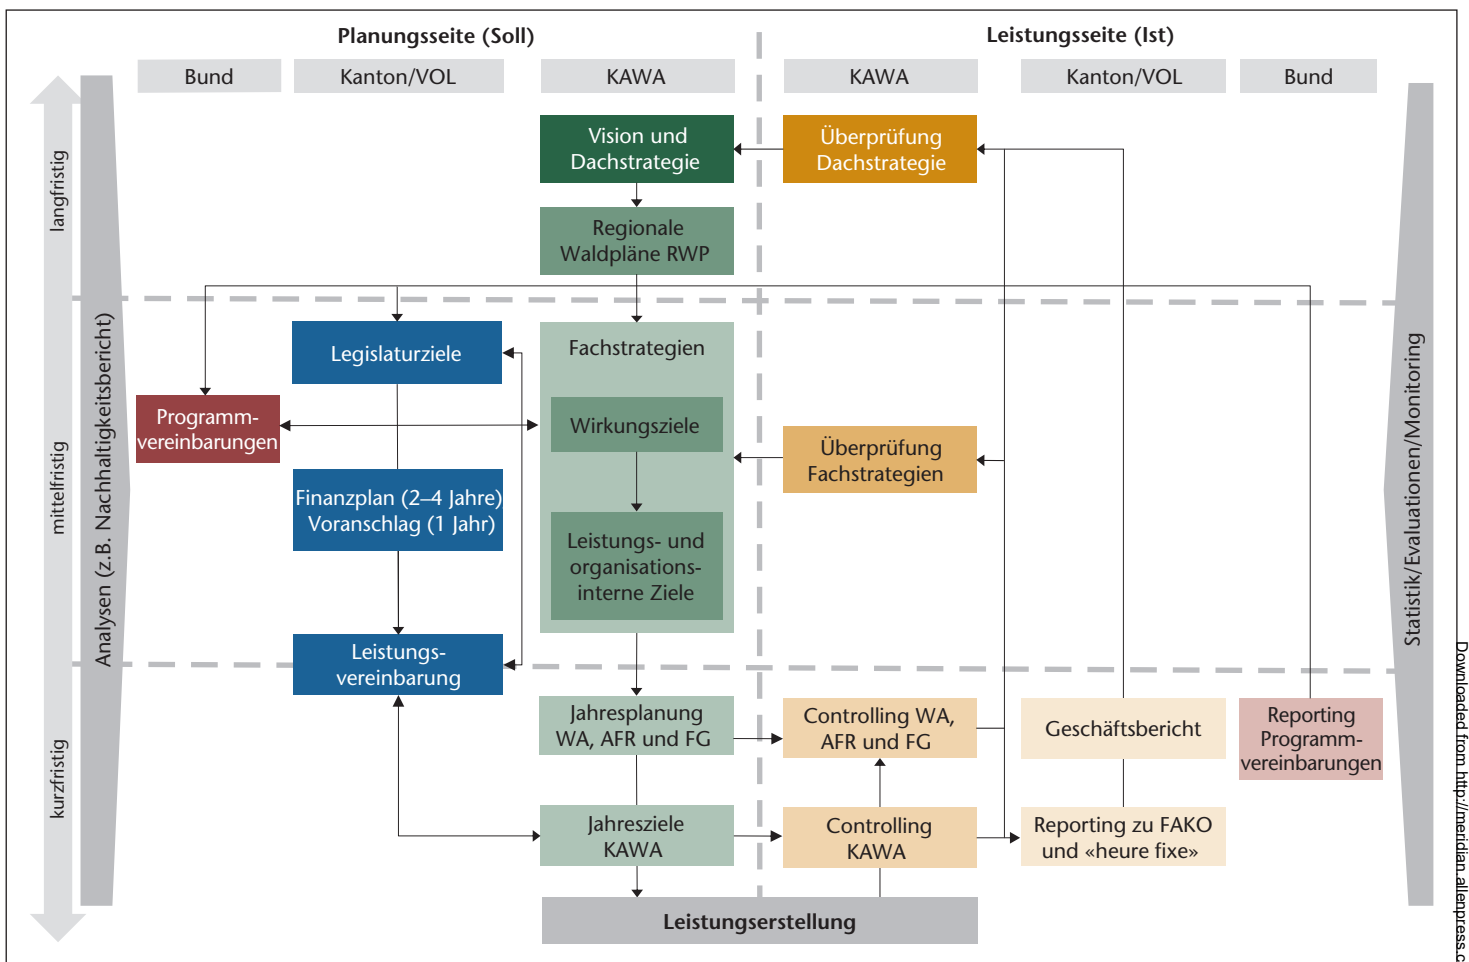 Planungsseite (Soll)
Leistungsseite (Ist)
Bund
Kanton/VOL
KAWA
KAWA
Kanton/VOL
Bund
langfristig
mittelfristig
kurzfristig
Analysen (z.B. Nachhaltigkeitsbericht)
Vision und
Dachstrategie
Überprüfung
Dachstrategie
Regionale
Waldpläne RWP
Legislaturziele
Fachstrategien
Programm-
vereinbarungen
Wirkungsziele
Überprüfung
Fachstrategien
Finanzplan (2–4 Jahre)
Voranschlag (1 Jahr)
Leistungs- und
organisations-
interne Ziele
Leistungs-
vereinbarung
Jahresplanung
WA, AFR und FG
Controlling WA,
AFR und FG
Geschäftsbericht
Reporting
Programm-
vereinbarungen
Jahresziele
KAWA
Controlling
KAWA
Reporting zu FAKO
und «heure fixe»
Leistungserstellung
Statistik/Evaluationen/Monitoring
Downloaded from http://meridian.allenpress.c